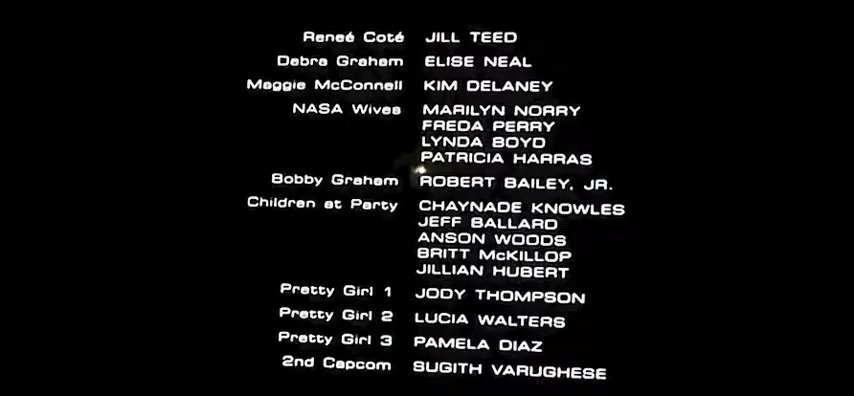 Reneé Coté JILL TEED
Debra Graham ELISE NEAL
Maggie McConnell KIM DELANEY
NASA Wives MARILYN NORRY
FREDA PERRY
LYNDA BOYD
PATRICIA HARRAS
Bobby Graham ROBERT BAILEY, JR.
Children at Party CHAYNADE KNOWLES
JEFF BALLARD
ANSON WOODS
BRITT McKILLOP
JILLIAN HUBERT
Pretty Girl 1 JODY THOMPSON
Pretty Girl 2 LUCIA WALTERS
Pretty Girl 3 PAMELA DIAZ
2nd Capcom SUGITH VARUGHESE